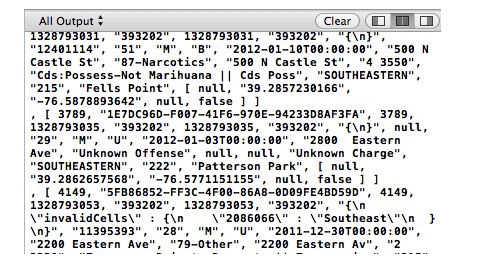 All Output
Clear
1328793031, "393202", 1328793031, "393202", "{\n}",
"12401114", "51", "M", "B", "2012-01-10T00:00:00", "500 N
Castle St", "87-Narcotics", "500 N Castle St", "4 3550",
"Cds:Possess-Not Marihuana || Cds Poss", "SOUTHEASTERN",
"215", "Fells Point", [ null, "39.2857230166",
"-76.5878893642", null, false ] ]
, [ 3789, "1E7DC96D-F007-41F6-970E-94233D8AF3FA", 3789,
1328793035, "393202", 1328793035, "393202", "{\n}", null,
"29", "M", "U", "2012-01-03T00:00:00", "2800  Eastern
Ave", "Unknown Offense", null, null, "Unknown Charge",
"SOUTHEASTERN", "222", "Patterson Park", [ null,
"39.2862657568", "-76.5771151155", null, false ] ]
, [ 4149, "5FB86852-FF3C-4F00-86A8-0D09FE4BD59D", 4149,
1328793053, "393202", 1328793053, "393202", "{\n
\"invalidCells\" : {\n    \"2086066\" : \"Southeast\"\n  }
\n}", "11395393", "28", "M", "U", "2011-12-30T00:00:00",
"2200 Eastern Ave", "79-Other", "2200 Eastern Av", "2